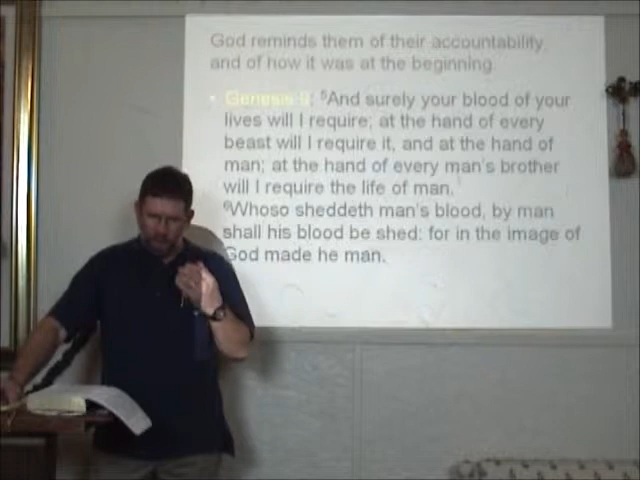 God reminds them of their accountability,
and of how it was at the beginning.
• Genesis 9: ⁵And surely your blood of your
lives will I require; at the hand of every
beast will I require it, and at the hand of
man; at the hand of every man's brother
will I require the life of man.
⁶Whoso sheddeth man's blood, by man
shall his blood be shed: for in the image of
God made he man.